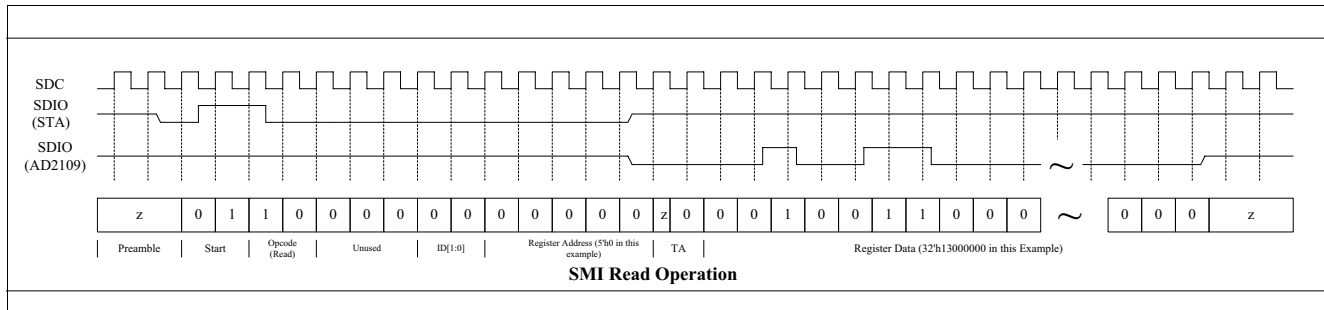 SDC
SDIO
(STA)
SDIO
(AD2109)
~
z 0 1 1 0 0 0 0 0 0 0 0 0 0 0 z 0 0 0 1 0 0 1 1 0 0 0 ~ 0 0 0 z
Preamble Start Opcode (Read) Unused ID[1:0] Register Address (5'h0 in this example) TA Register Data (32'h13000000 in this Example)
SMI Read Operation